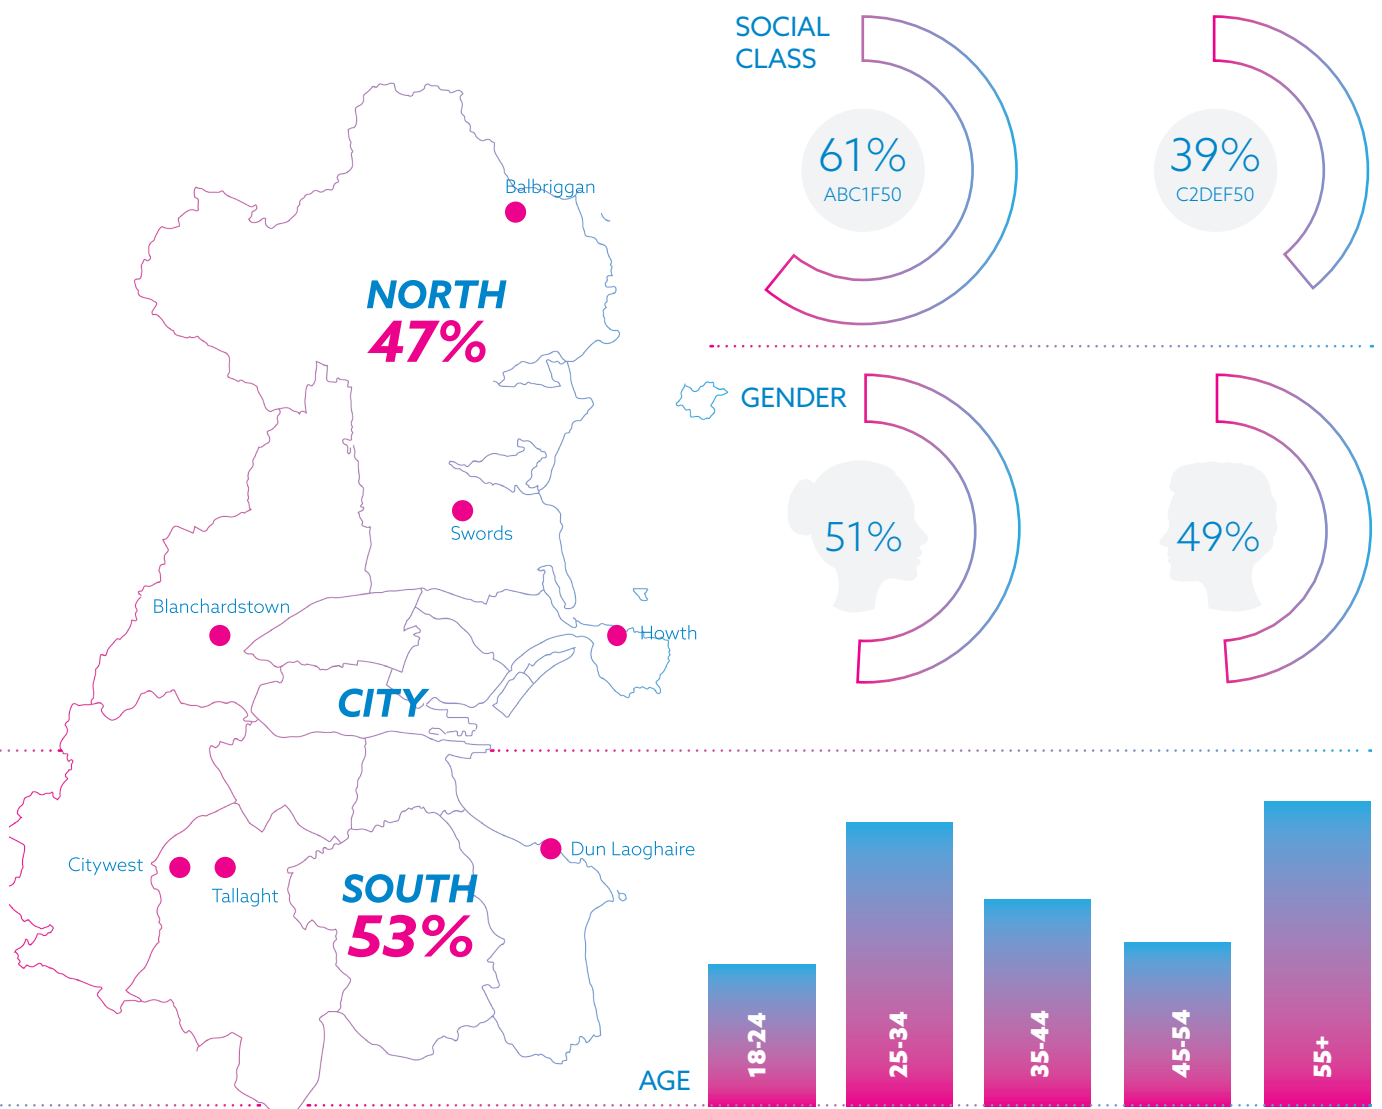 SOCIAL
CLASS
61%
ABC1F50
39%
C2DEF50
Balbriggan
NORTH
47%
GENDER
51%
49%
Swords
Blanchardstown
Howth
CITY
Citywest
Tallaght
Dun Laoghaire
SOUTH
53%
AGE
18-24
25-34
35-44
45-54
55+